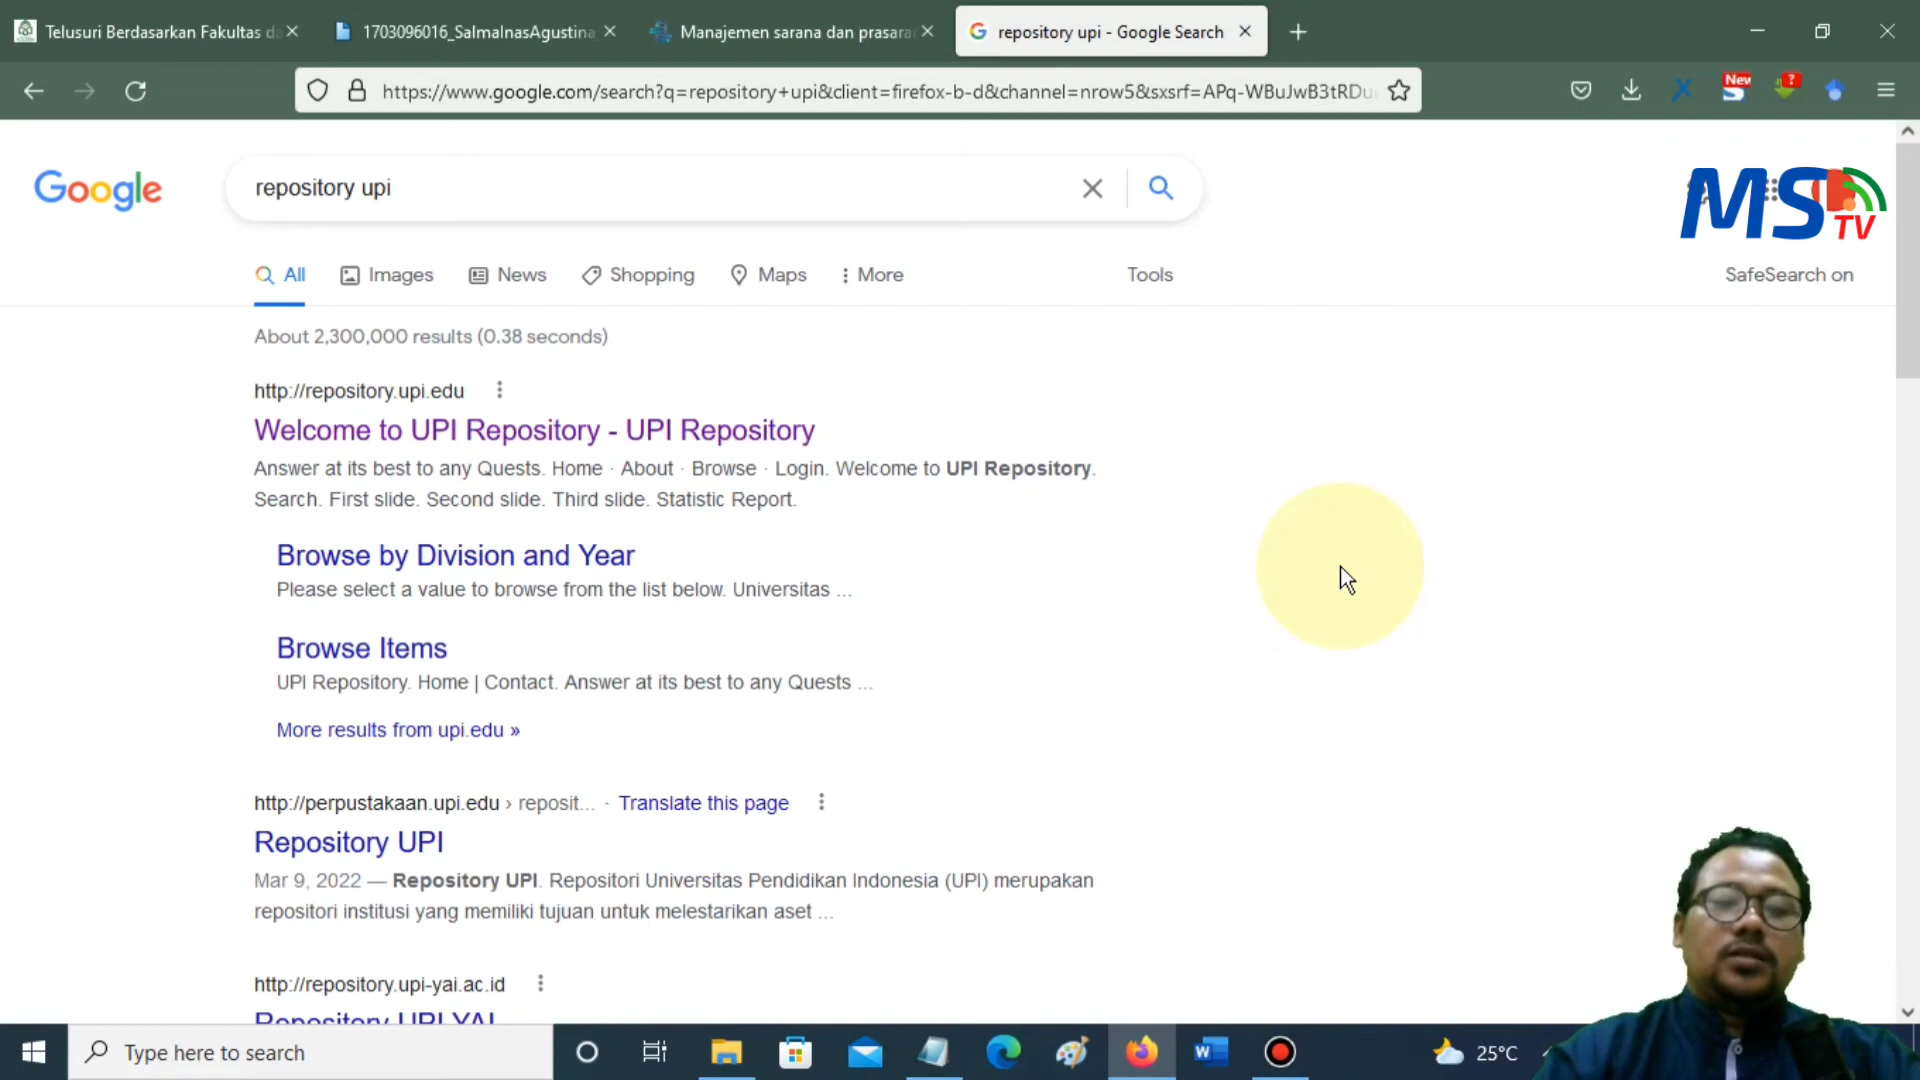 Telusuri Berdasarkan Fakultas da
1703096016_SalmaInasAgustina
Manajemen sarana dan prasara
repository upi - Google Search
https://www.google.com/search?q=repository+upi&client=firefox-b-d&channel=nrow5&sxsrf=APq-WBuJwB3tRDu
New
?
Google
repository upi
MS TV
All
Images
News
Shopping
Maps
More
Tools
SafeSearch on
About 2,300,000 results (0.38 seconds)
http://repository.upi.edu
Welcome to UPI Repository - UPI Repository
Answer at its best to any Quests. Home · About · Browse · Login. Welcome to UPI Repository.
Search. First slide. Second slide. Third slide. Statistic Report.
Browse by Division and Year
Please select a value to browse from the list below. Universitas ...
Browse Items
UPI Repository. Home | Contact. Answer at its best to any Quests ...
More results from upi.edu »
http://perpustakaan.upi.edu › reposit... · Translate this page
Repository UPI
Mar 9, 2022 — Repository UPI. Repositori Universitas Pendidikan Indonesia (UPI) merupakan
repositori institusi yang memiliki tujuan untuk melestarikan aset ...
http://repository.upi-yai.ac.id
Repository UPI YAI
Type here to search
25°C